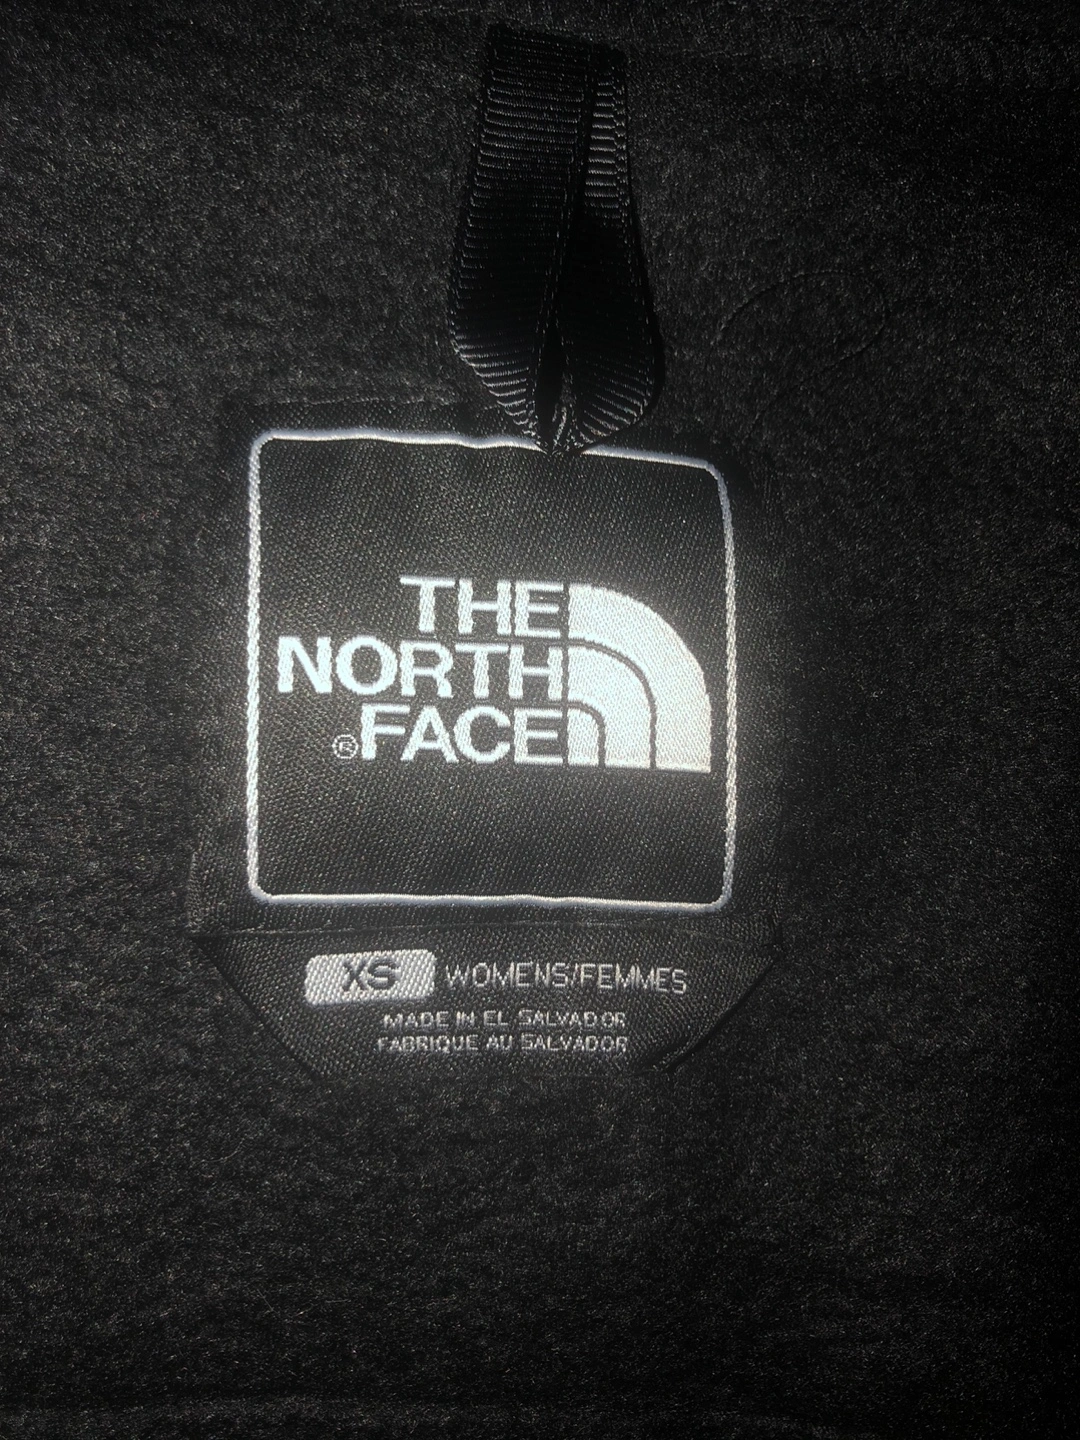 THE
NORTH
®FACE
XS WOMENS/FEMMES
MADE IN EL SALVADOR
FABRIQUE AU SALVADOR